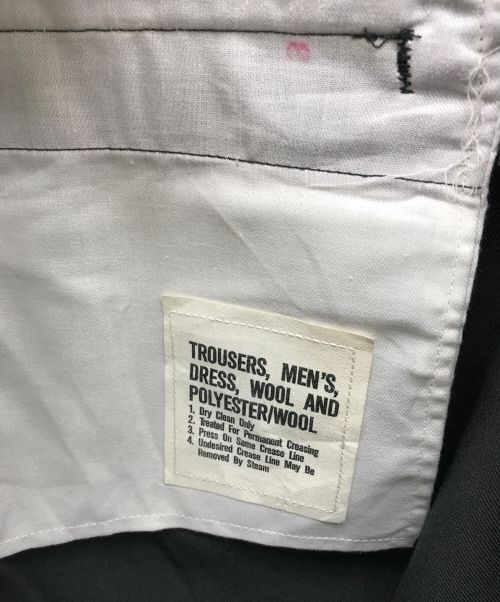 3
TROUSERS, MEN'S,
DRESS, WOOL AND
POLYESTER/WOOL
1. Dry Clean Only
2. Treated For Permanent Creasing
3. Press On Same Crease Line
4. Undesired Crease Line May Be
Removed By Steam